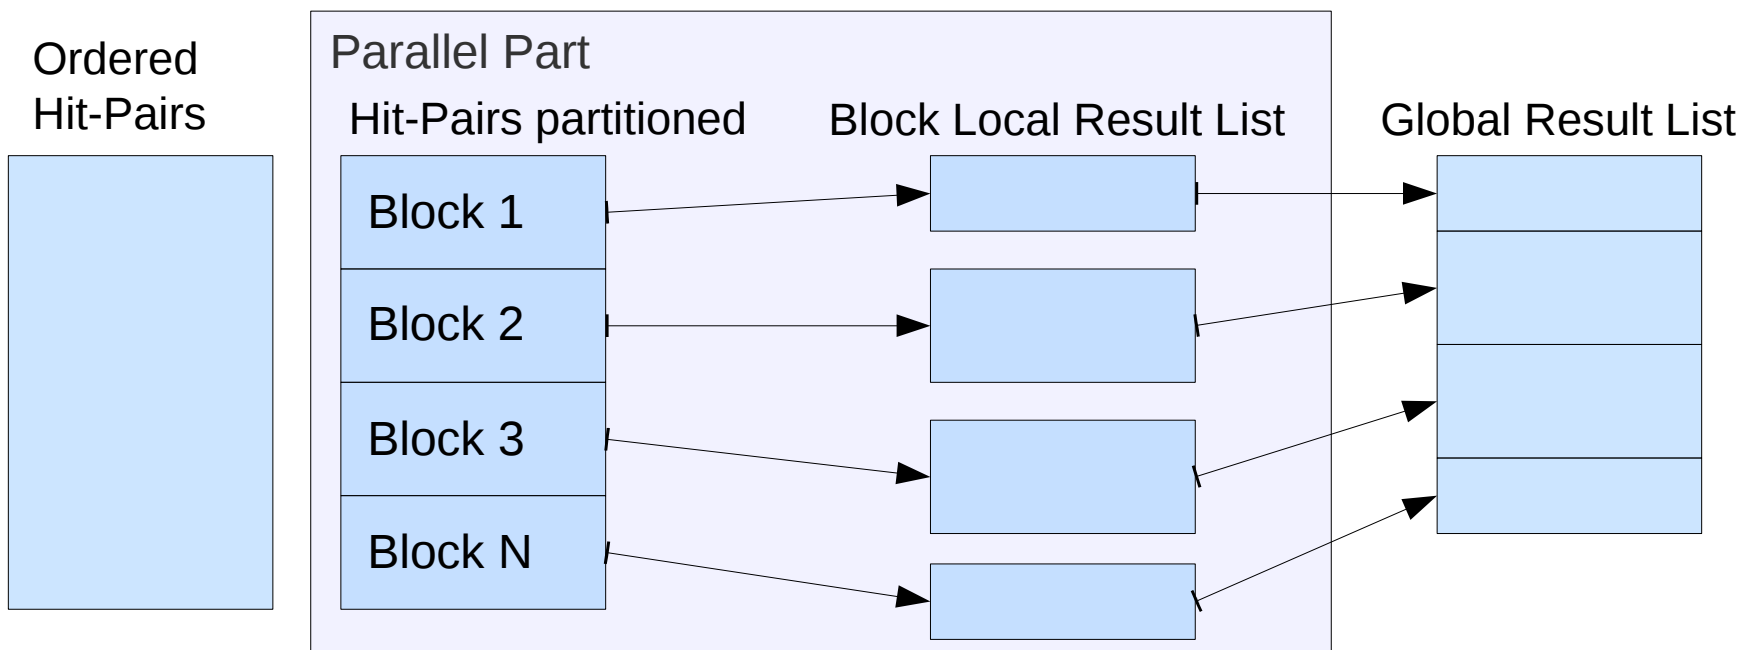 Ordered
Hit-Pairs
Parallel Part
Hit-Pairs partitioned
Block Local Result List
Global Result List
Block 1
Block 2
Block 3
Block N